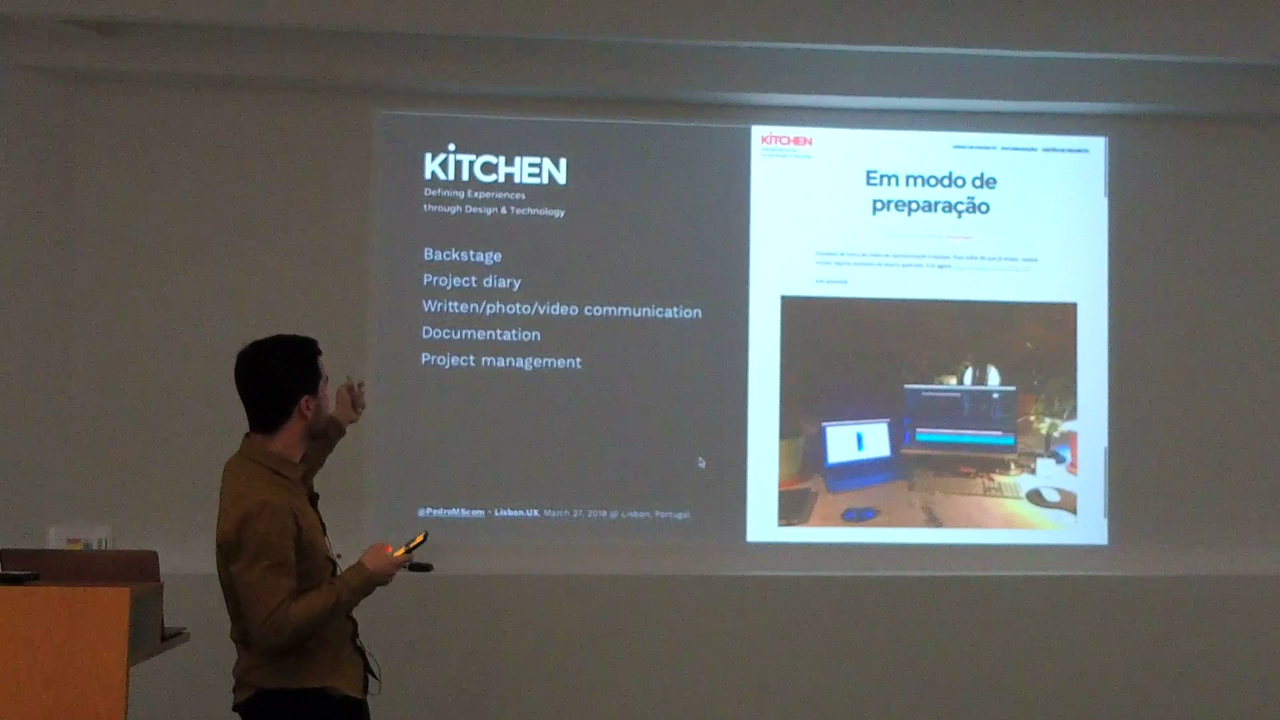 KITCHEN
Defining Experiences
through Design & Technology
Backstage
Project diary
Written/photo/video communication
Documentation
Project management
@PedroMScom - Lisbon.UX, March 27, 2018 @ Lisbon, Portugal
KITCHEN
Em modo de
preparação